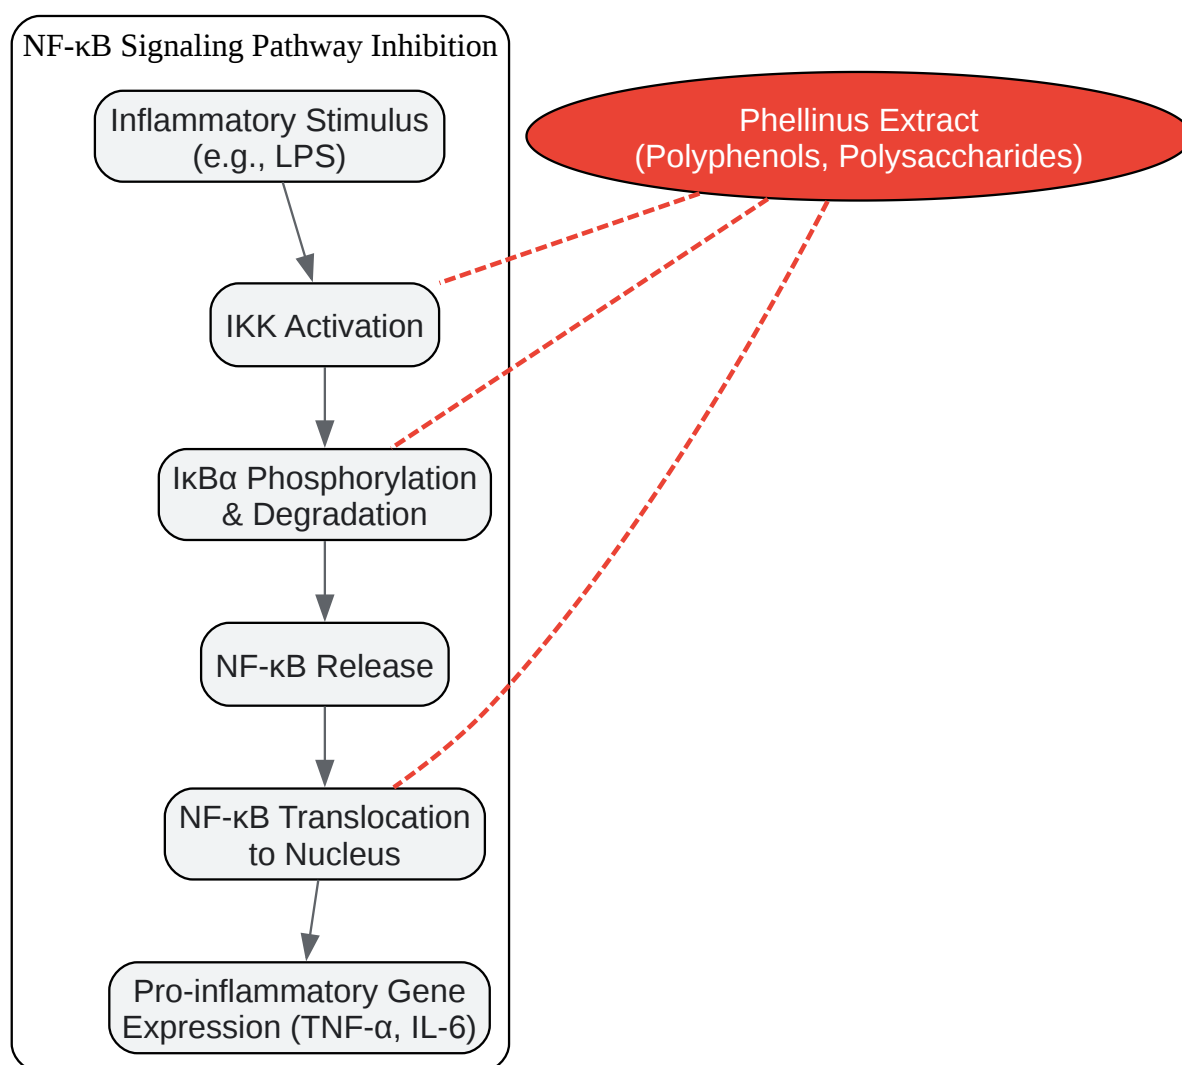 NF-κB Signaling Pathway Inhibition
Inflammatory Stimulus
(e.g., LPS)
Phellinus Extract
(Polyphenols, Polysaccharides)
IKK Activation
IκBα Phosphorylation
& Degradation
NF-κB Release
NF-κB Translocation
to Nucleus
Pro-inflammatory Gene
Expression (TNF-α, IL-6)